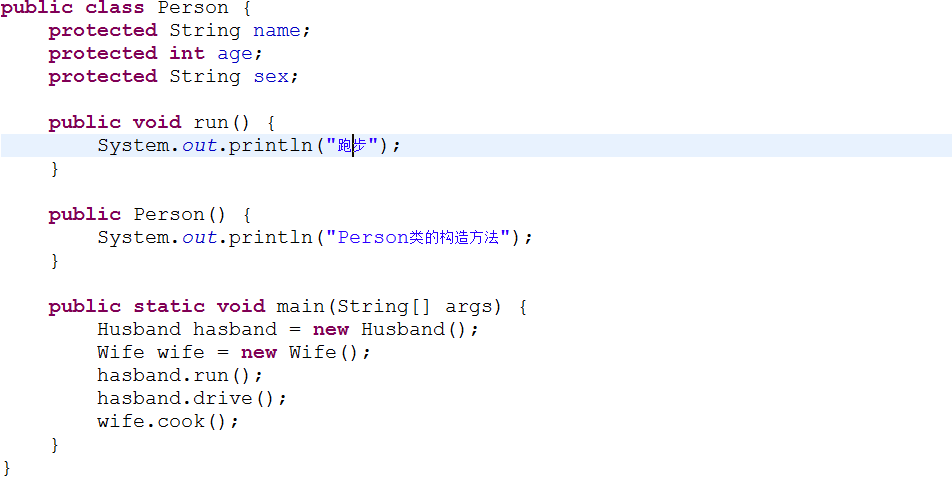 public class Person {
    protected String name;
    protected int age;
    protected String sex;

    public void run() {
        System.out.println("跑步");
    }

    public Person() {
        System.out.println("Person类的构造方法");
    }

    public static void main(String[] args) {
        Husband hasband = new Husband();
        Wife wife = new Wife();
        hasband.run();
        hasband.drive();
        wife.cook();
    }
}